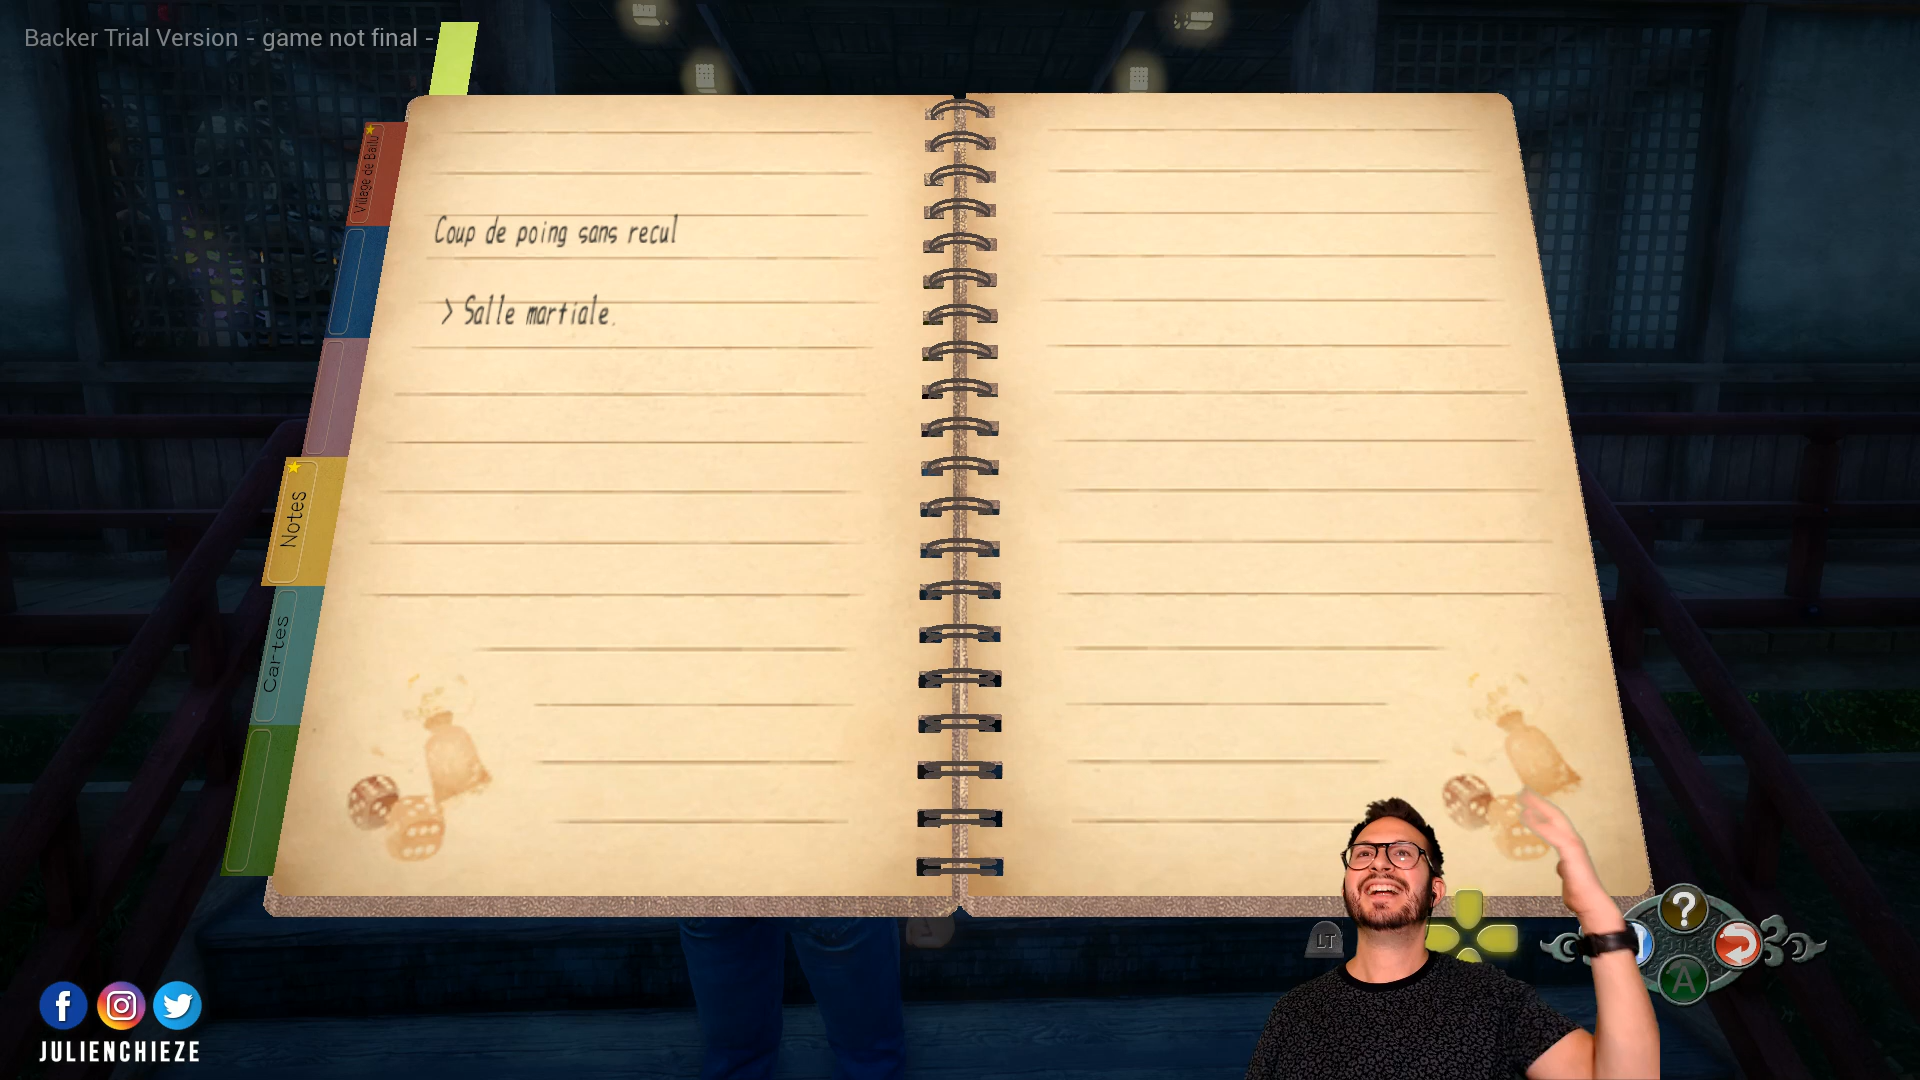 Backer Trial Version - game not final -
Village de Bailu
Coup de poing sans recul
> Salle martiale.
Notes
Cartes
LT
?
A
JULIENCHIEZE